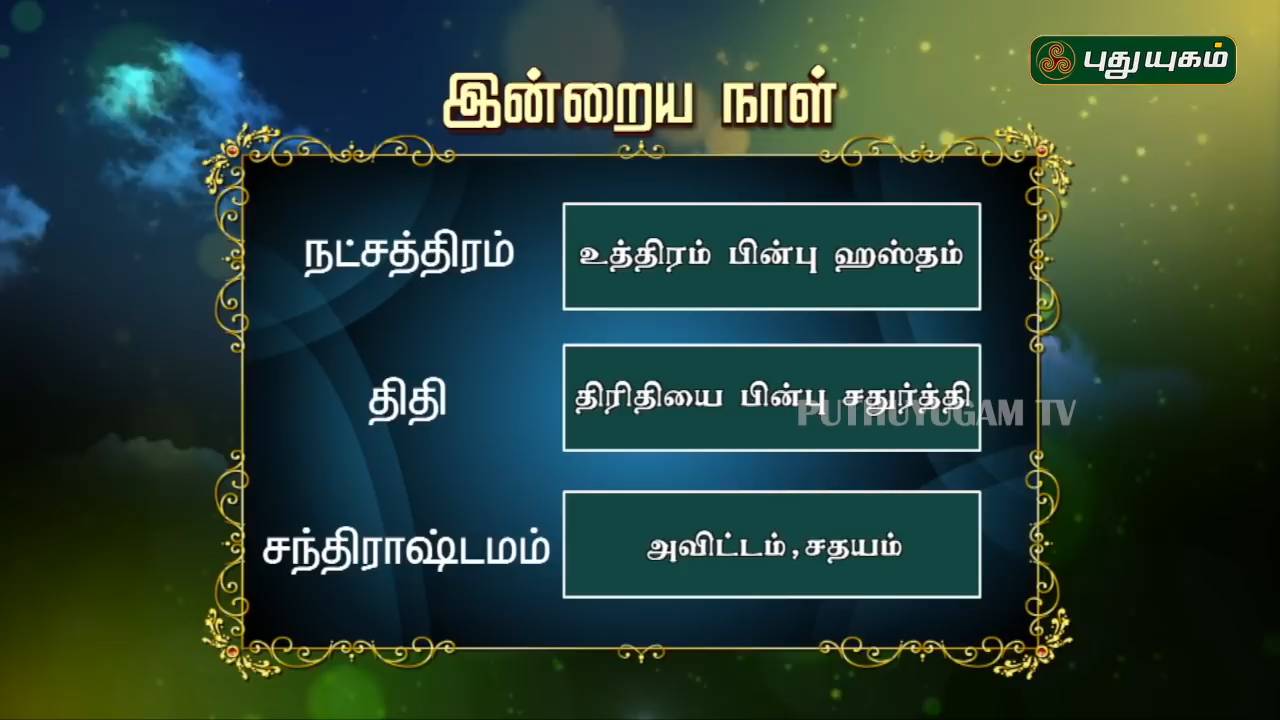 புதுயுகம்
இன்றைய நாள்
நட்சத்திரம் உத்திரம் பின்பு ஹஸ்தம்
திதி திரிதியை பின்பு சதுர்த்தி
PUTHUYUGAM TV
சந்திராஷ்டமம் அவிட்டம்,சதயம்